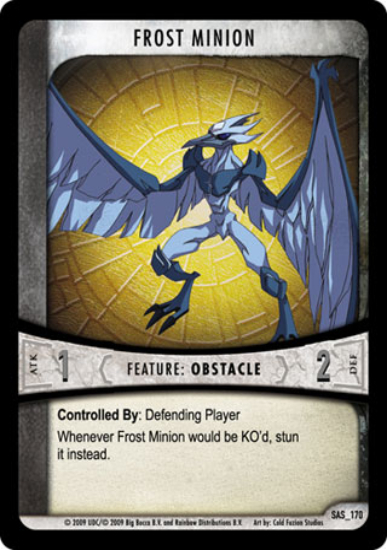 FROST MINION
ATK 1 FEATURE: OBSTACLE 2 DEF
Controlled By: Defending Player
Whenever Frost Minion would be KO'd, stun
it instead.
SAS_170
© 2009 UDC/© 2009 Big Bocca B.V. and Rainbow Distributions B.V. Art by: Cold Fusion Studios